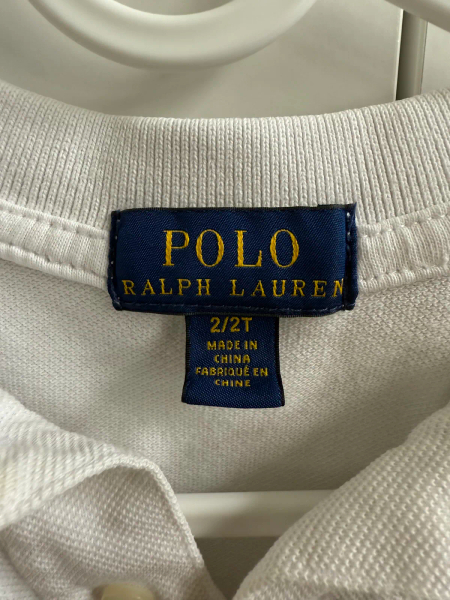 POLO
RALPH LAUREN
2/2T
MADE IN
CHINA
FABRIQUÉ EN
CHINE